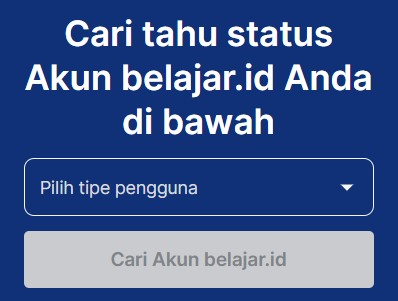 Cari tahu status
Akun belajar.id Anda
di bawah
Pilih tipe pengguna
Cari Akun belajar.id